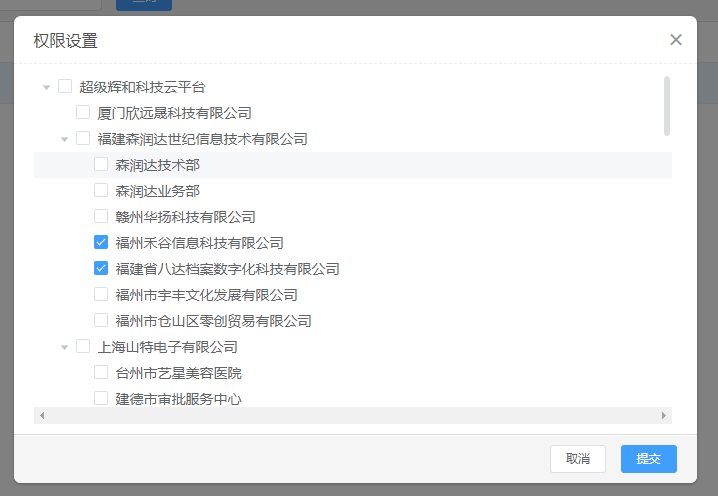 权限设置
超级辉和科技云平台
厦门欣远晟科技有限公司
福建森润达世纪信息技术有限公司
森润达技术部
森润达业务部
赣州华扬科技有限公司
福州禾谷信息科技有限公司
福建省八达档案数字化科技有限公司
福州市宇丰文化发展有限公司
福州市仓山区零创贸易有限公司
上海山特电子有限公司
台州市艺星美容医院
建德市审批服务中心
取消
提交